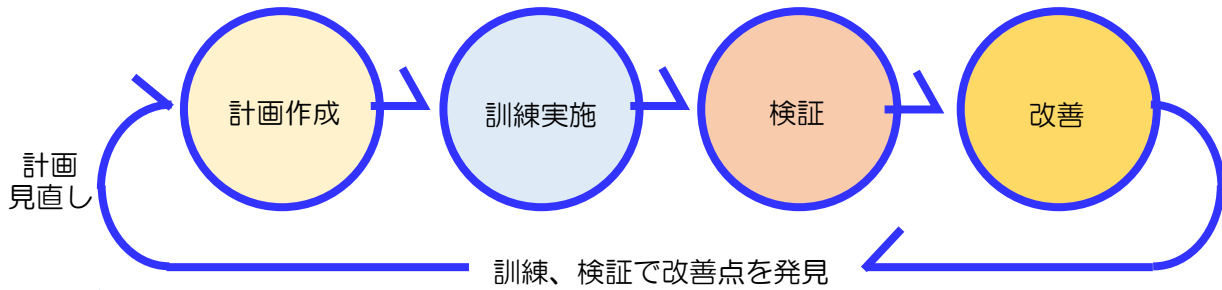 計画作成
訓練実施
検証
改善
計画
見直し
訓練、検証で改善点を発見